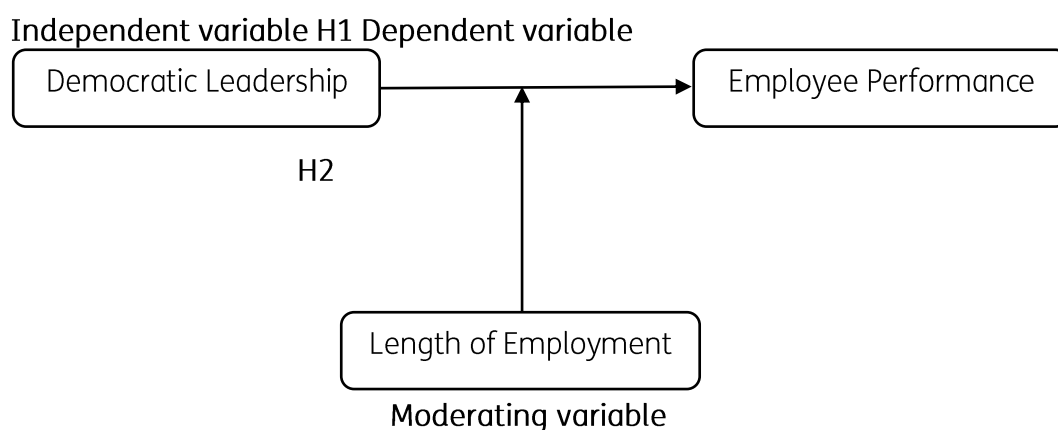 Independent variable H1 Dependent variable
Democratic Leadership
Employee Performance
H2
Length of Employment
Moderating variable